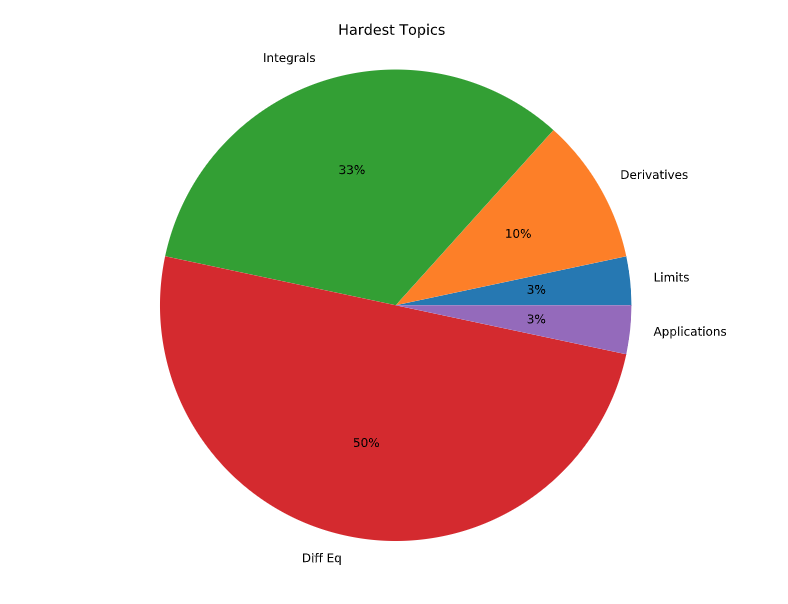 Hardest Topics
Integrals
33%
Derivatives
10%
Limits
3%
3%
Applications
50%
Diff Eq